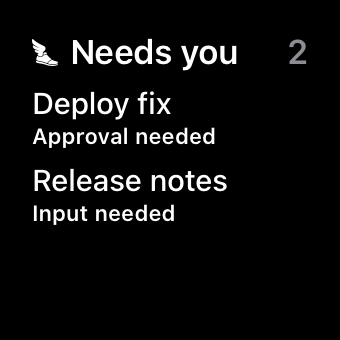 Needs you 2
Deploy fix
Approval needed
Release notes
Input needed